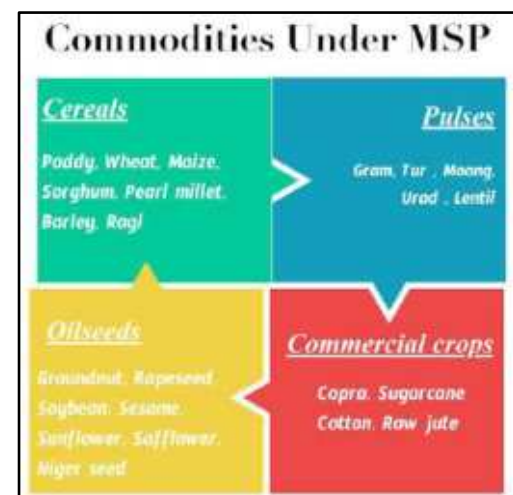 Commodities Under MSP
Cereals
Paddy, Wheat, Maize,
Sorghum, Pearl millet,
Barley, Ragi
Pulses
Gram, Tur , Moong,
Urad , Lentil
Oilseeds
Groundnut, Rapeseed
Soybean, Sesame,
Sunflower, Safflower,
Niger seed
Commercial crops
Copra, Sugarcane
Cotton, Raw jute